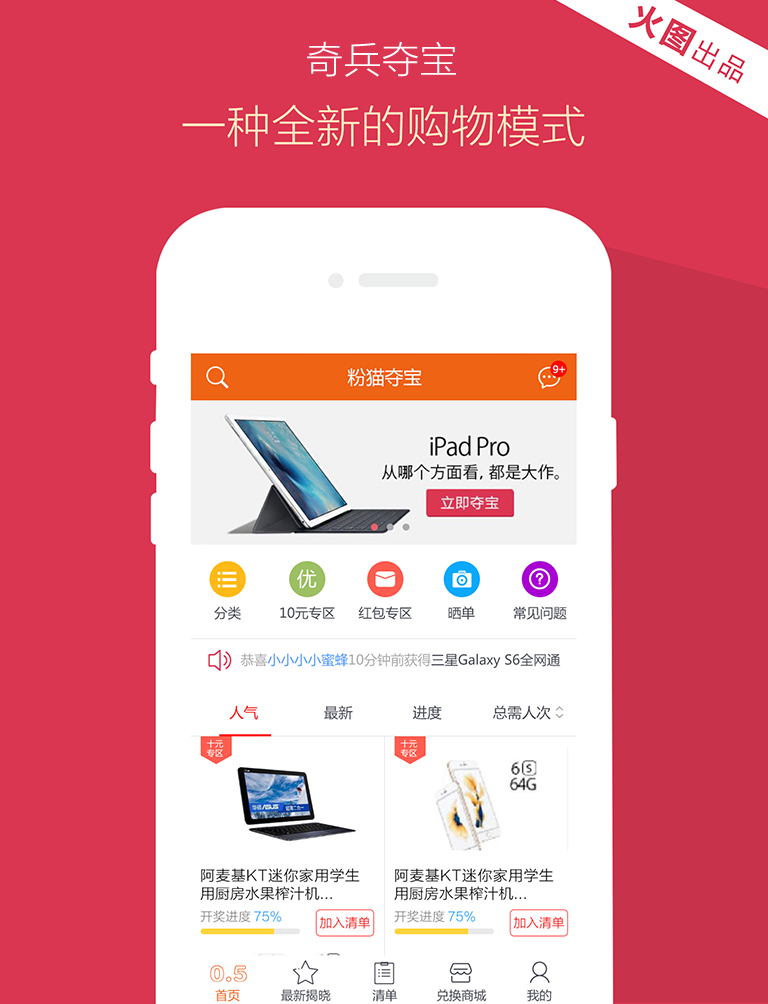 火图出品
奇兵夺宝
一种全新的购物模式
粉猫夺宝
9+
iPad Pro
从哪个方面看, 都是大作。
立即夺宝
优
分类
10元专区
红包专区
晒单
常见问题
恭喜小小小小蜜蜂10分钟前获得三星Galaxy S6全网通
人气
最新
进度
总需人次
十元
专区
ASUS
阿麦基KT迷你家用学生
用厨房水果榨汁机...
开奖进度 75%
加入清单
十元
专区
6S
64G
阿麦基KT迷你家用学生
用厨房水果榨汁机...
开奖进度 75%
加入清单
0.5
首页
最新揭晓
清单
兑换商城
我的